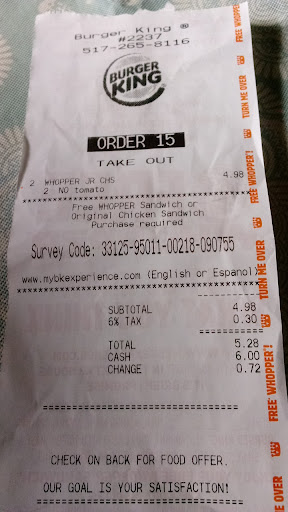 Burger King ®
#2237
517-265-8116
BURGER
KING
ORDER 15
TAKE OUT
2 WHOPPER JR CHS 4.98
2 NO tomato
****************************************
Free WHOPPER Sandwich or
Original Chicken Sandwich
Purchase required
Survey Code: 33125-95011-00218-090755
www.mybkexperience.com (English or Espanol)
****************************************
SUBTOTAL 4.98
6% TAX 0.30
TOTAL 5.28
CASH 6.00
CHANGE 0.72
CHECK ON BACK FOR FOOD OFFER.
OUR GOAL IS YOUR SATISFACTION!
FREE WHOPPER!
TURN ME OVER
FREE WHOPPER!
TURN ME OVER
FREE WHOPPER!
ME OVER